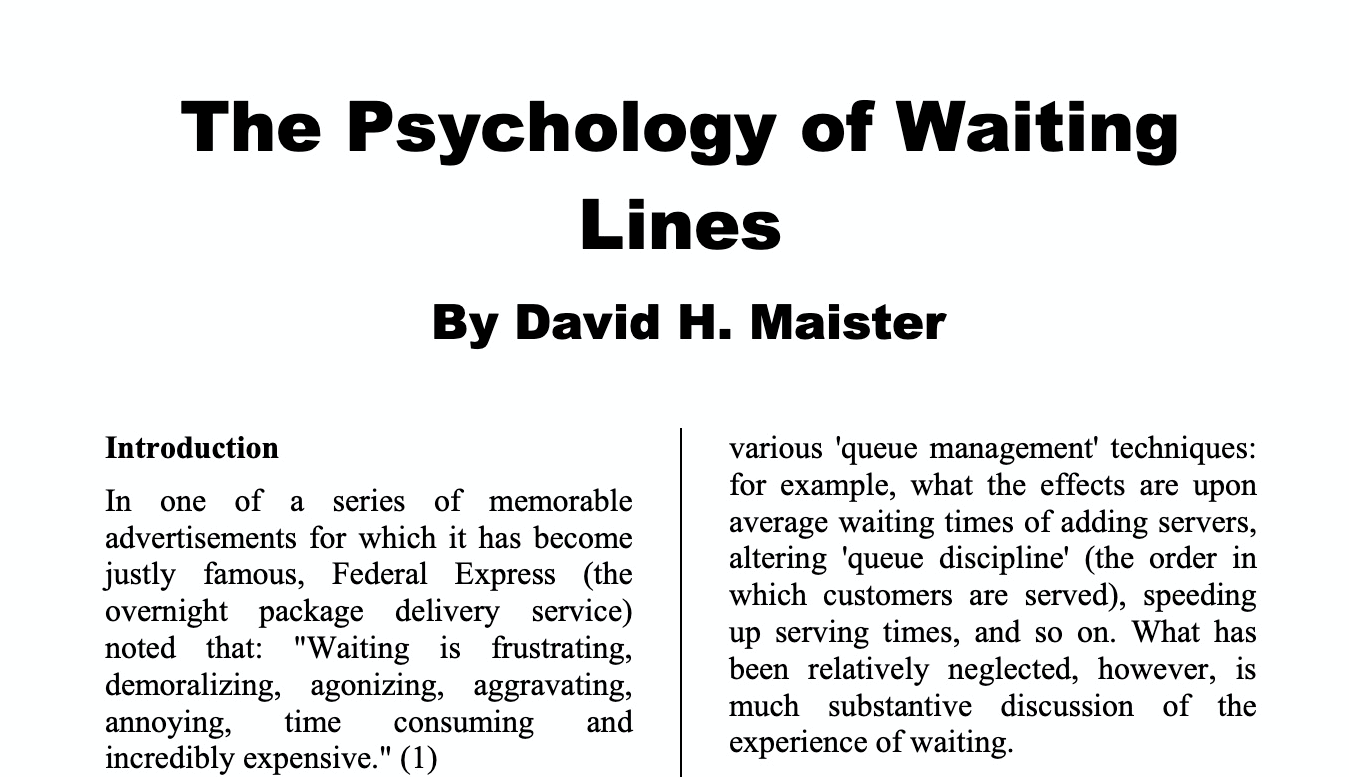 The Psychology of Waiting
Lines
By David H. Maister
Introduction
In one of a series of memorable
advertisements for which it has become
justly famous, Federal Express (the
overnight package delivery service)
noted that: "Waiting is frustrating,
demoralizing, agonizing, aggravating,
annoying, time consuming and
incredibly expensive." (1)
various 'queue management' techniques:
for example, what the effects are upon
average waiting times of adding servers,
altering 'queue discipline' (the order in
which customers are served), speeding
up serving times, and so on. What has
been relatively neglected, however, is
much substantive discussion of the
experience of waiting.